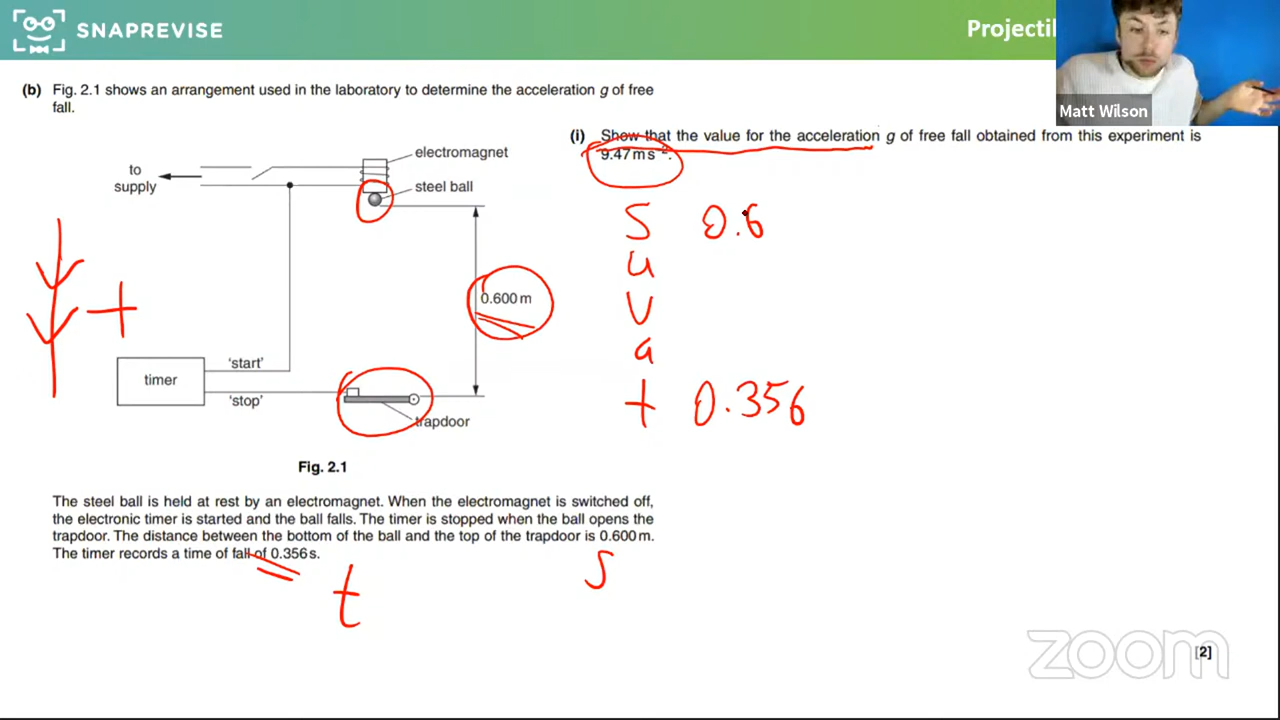 SNAPREVISE
Projectil
Matt Wilson
(b) Fig. 2.1 shows an arrangement used in the laboratory to determine the acceleration g of free
fall.
(i) Show that the value for the acceleration g of free fall obtained from this experiment is
9.47 m s⁻².
to
supply
electromagnet
steel ball
0.600 m
timer
'start'
'stop'
trapdoor
+
Fig. 2.1
s 0.6
u
v
a
t 0.356
The steel ball is held at rest by an electromagnet. When the electromagnet is switched off,
the electronic timer is started and the ball falls. The timer is stopped when the ball opens the
trapdoor. The distance between the bottom of the ball and the top of the trapdoor is 0.600 m.
The timer records a time of fall of 0.356 s.
t
s
zoom
[2]